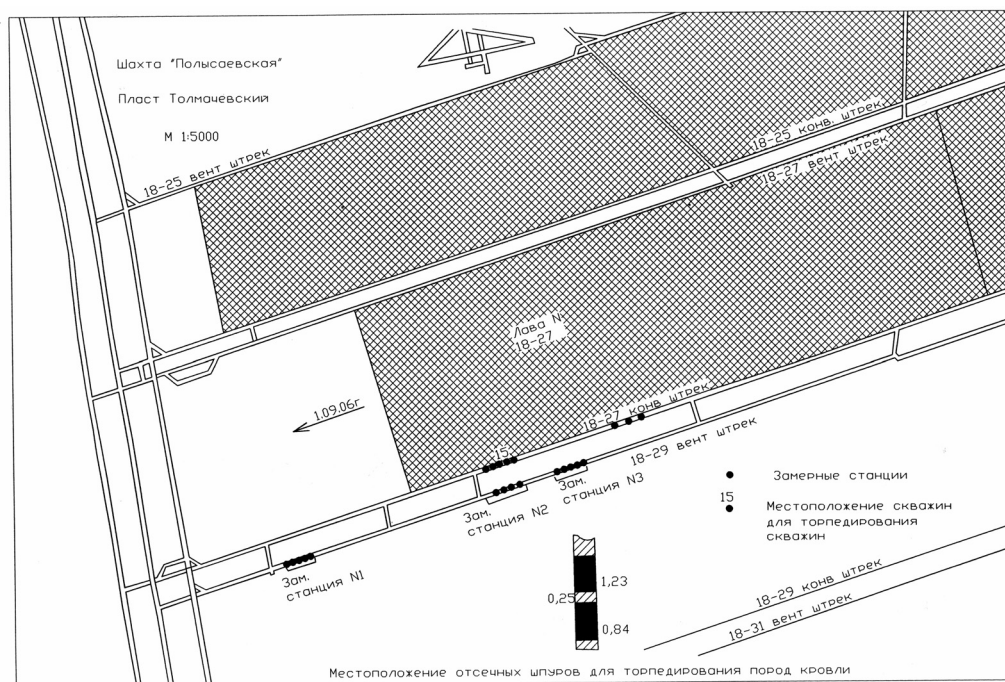 Шахта "Полысаевская"
Пласт Толмачевский
М 1:5000
18-25 вент штрек
18-25 конв. штрек
18-27 вент штрек
Лава N
18-27
1.09.06г
18-27 конв штрек
15
18-29 вент штрек
Зам.
станция N3
Зам.
станция N2
Зам.
станция N1
Замерные станции
15
Местоположение скважин
для торпедирования
скважин
1,23
0,25
0,84
18-29 конв штрек
18-31 вент штрек
Местоположение отсечных шпуров для торпедирования пород кровли